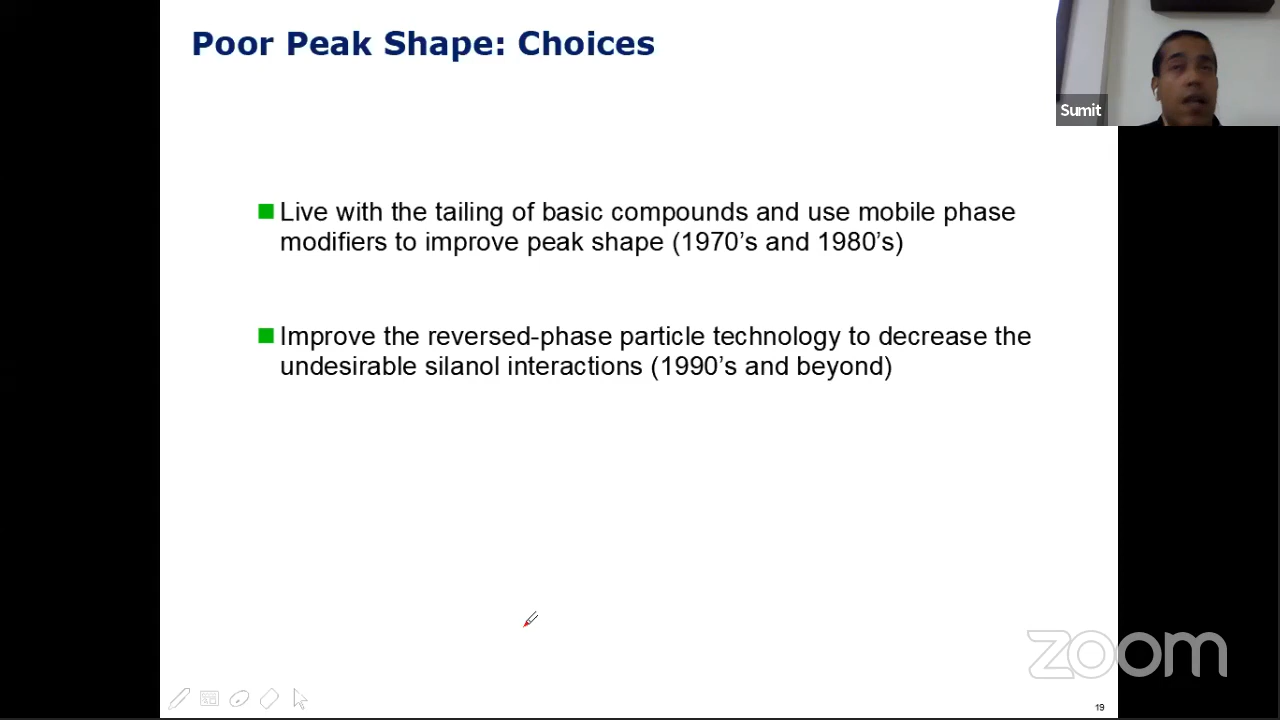 Poor Peak Shape: Choices
Sumit
Live with the tailing of basic compounds and use mobile phase
modifiers to improve peak shape (1970’s and 1980’s)
Improve the reversed-phase particle technology to decrease the
undesirable silanol interactions (1990’s and beyond)
zoom
19